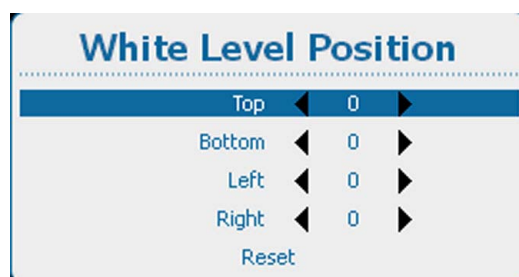 White Level Position
Top 0
Bottom 0
Left 0
Right 0
Reset